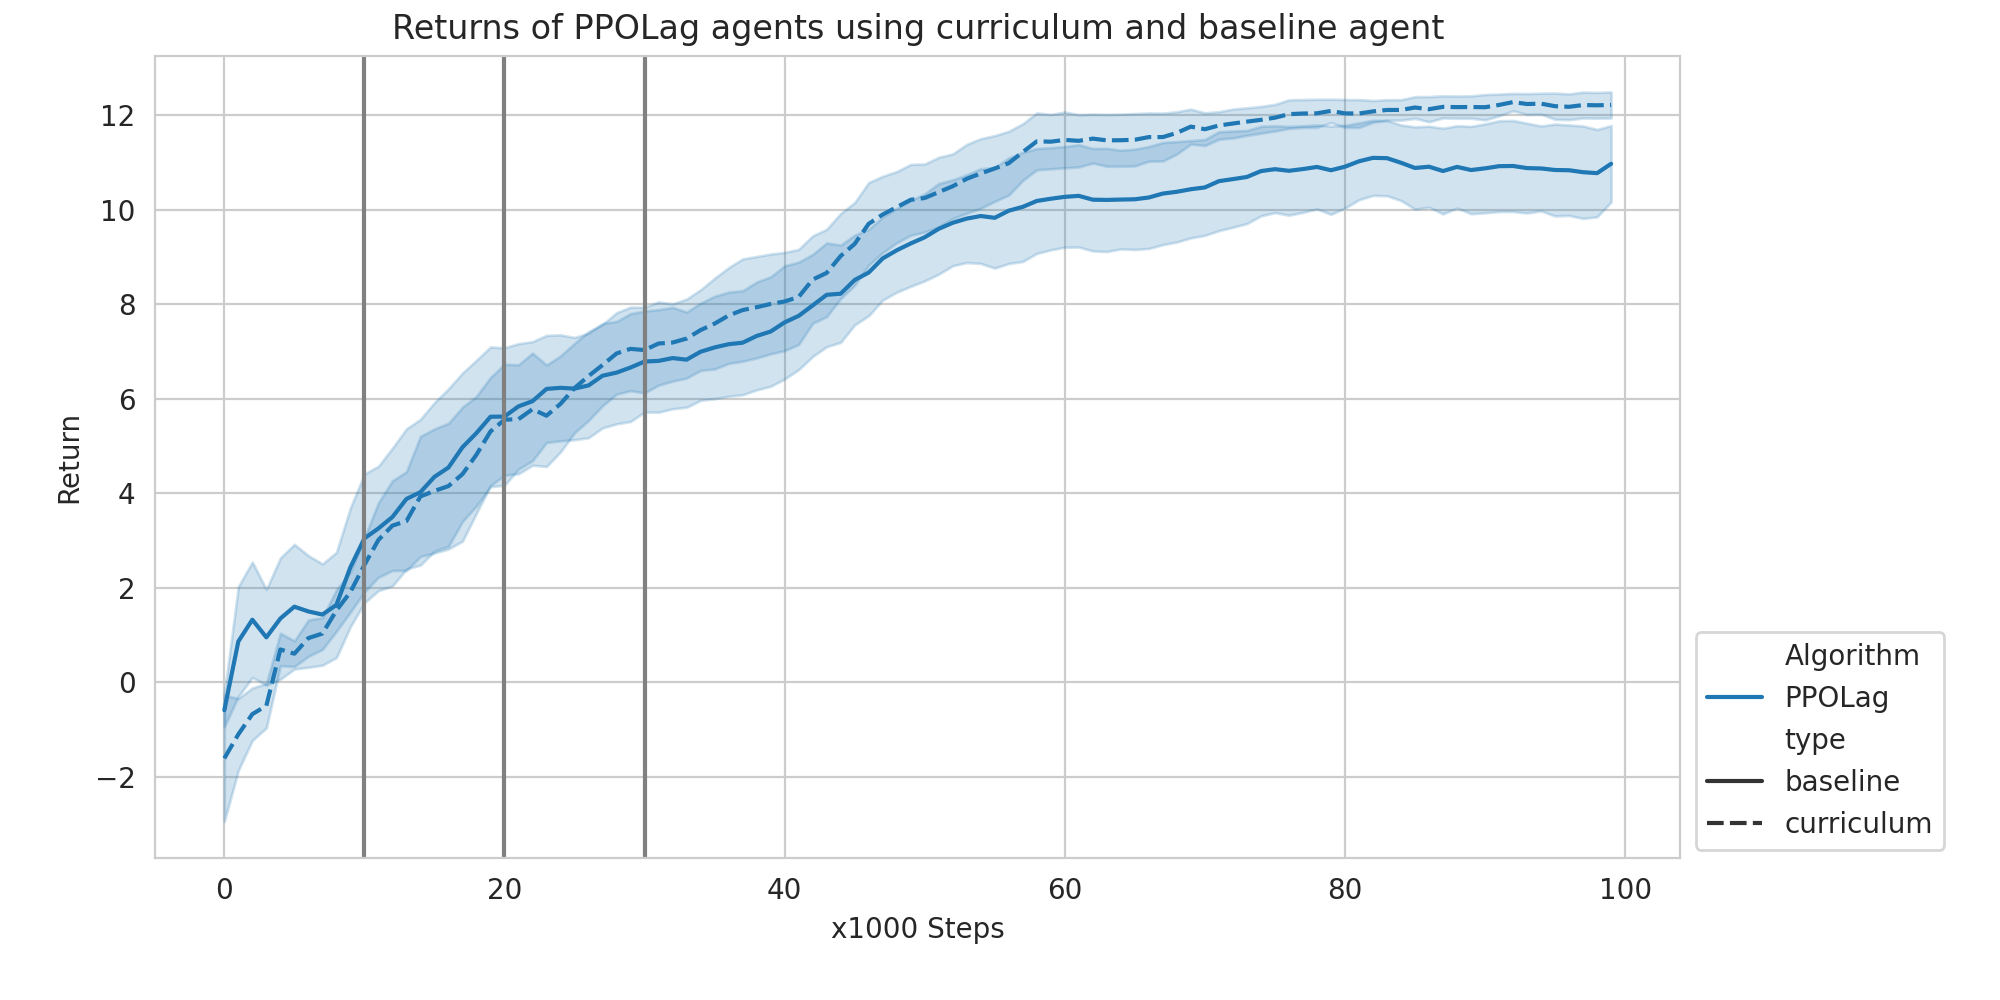 Returns of PPOLag agents using curriculum and baseline agent
12
10
8
6
4
2
0
−2
Return
0 20 40 60 80 100
x1000 Steps
Algorithm
PPOLag
type
baseline
curriculum